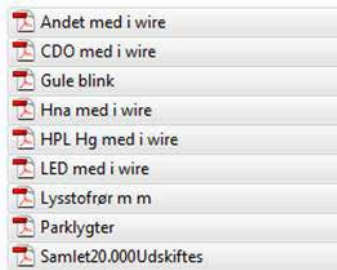 Andet med i wire
CDO med i wire
Gule blink
Hna med i wire
HPL Hg med i wire
LED med i wire
Lysstofrør m m
Parklygter
Samlet20.000Udskiftes